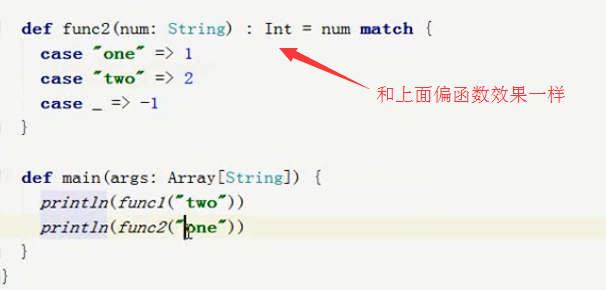 def func2(num: String) : Int = num match {
case "one" => 1
和上面偏函数效果一样
case "two" => 2
case _ => -1
}
def main(args: Array[String]) {
println(func1("two"))
println(func2("one"))
}
}